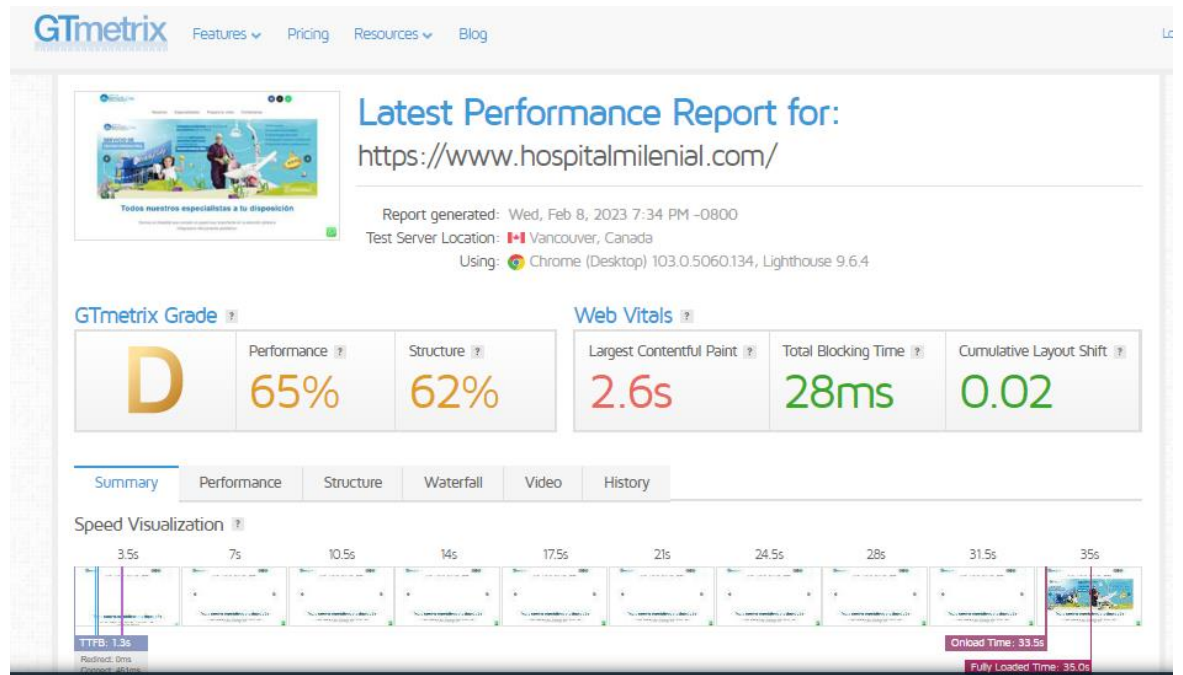 GTmetrix Features Pricing Resources Blog
Latest Performance Report for:
https://www.hospitalmilenial.com/
Todos nuestros especialistas a tu disposición
Report generated: Wed, Feb 8, 2023 7:34 PM -0800
Test Server Location: Vancouver, Canada
Using: Chrome (Desktop) 103.0.5060.134, Lighthouse 9.6.4
GTmetrix Grade ?
Web Vitals ?
D
Performance ?
65%
Structure ?
62%
Largest Contentful Paint ?
2.6s
Total Blocking Time ?
28ms
Cumulative Layout Shift ?
0.02
Summary Performance Structure Waterfall Video History
Speed Visualization ?
3.5s 7s 10.5s 14s 17.5s 21s 24.5s 28s 31.5s 35s
TTFB: 1.3s
Redirect: 0ms
Connect: 461ms
Onload Time: 33.5s
Fully Loaded Time: 35.0s